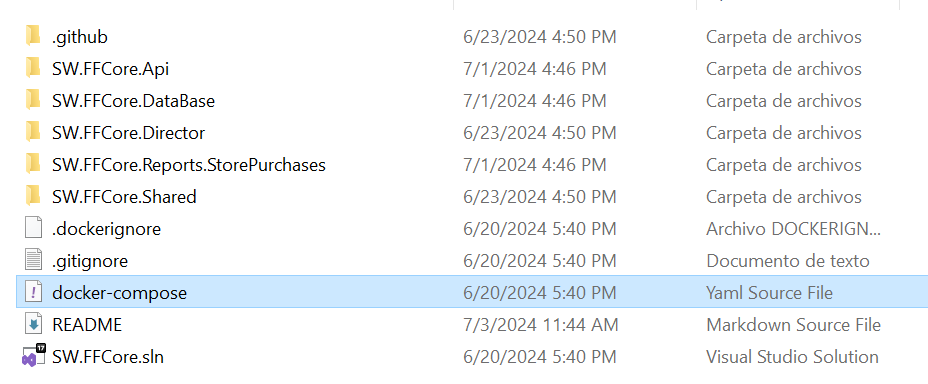 .github 6/23/2024 4:50 PM Carpeta de archivos
SW.FFCore.Api 7/1/2024 4:46 PM Carpeta de archivos
SW.FFCore.DataBase 7/1/2024 4:46 PM Carpeta de archivos
SW.FFCore.Director 6/23/2024 4:50 PM Carpeta de archivos
SW.FFCore.Reports.StorePurchases 7/1/2024 4:46 PM Carpeta de archivos
SW.FFCore.Shared 6/23/2024 4:50 PM Carpeta de archivos
.dockerignore 6/20/2024 5:40 PM Archivo DOCKERIGN...
.gitignore 6/20/2024 5:40 PM Documento de texto
docker-compose 6/20/2024 5:40 PM Yaml Source File
README 7/3/2024 11:44 AM Markdown Source File
SW.FFCore.sln 6/20/2024 5:40 PM Visual Studio Solution